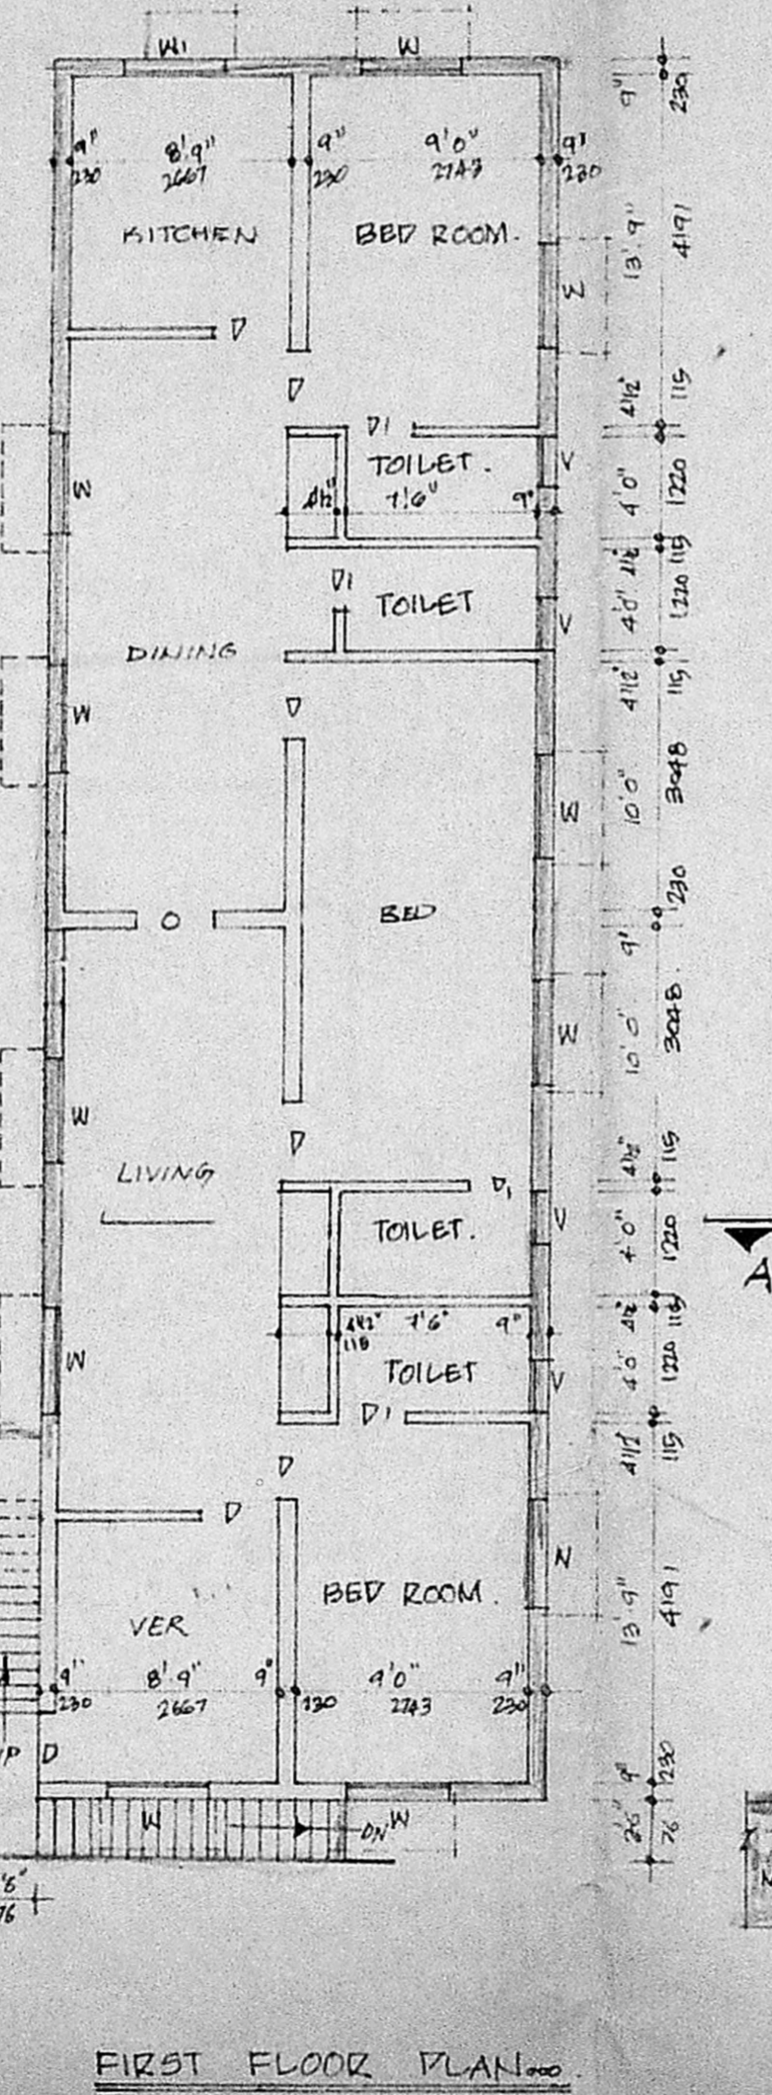 W1 W
9" 8'9" 9" 9'0" 9"
230 2667 230 2743 230
KITCHEN BED ROOM.
9" 230
13'.9" 4191
W
D
D
4½" 115
D1
TOILET. V
W 4½" 7'6" 9"
4'0" 1220
4½" 115
D1
TOILET
4'0" 1220
V
DINING
4½" 115
D
W
10'0" 3048
W
O BED
9" 230
10'0" 3048.
W
W
D
LIVING
4½" 115
D1
TOILET. V
4'0" 1220
A
4½" 115
4½" 7'6" 9"
115
W TOILET V
4'0 1220
D1
4½" 115
D
D
W
BED ROOM.
13'.9" 4191
VER
9" 8'.9" 9" 9'0" 9"
230 2667 230 2743 230
UP D
9" 230
W DN W
2'6" 76
FIRST FLOOR PLAN